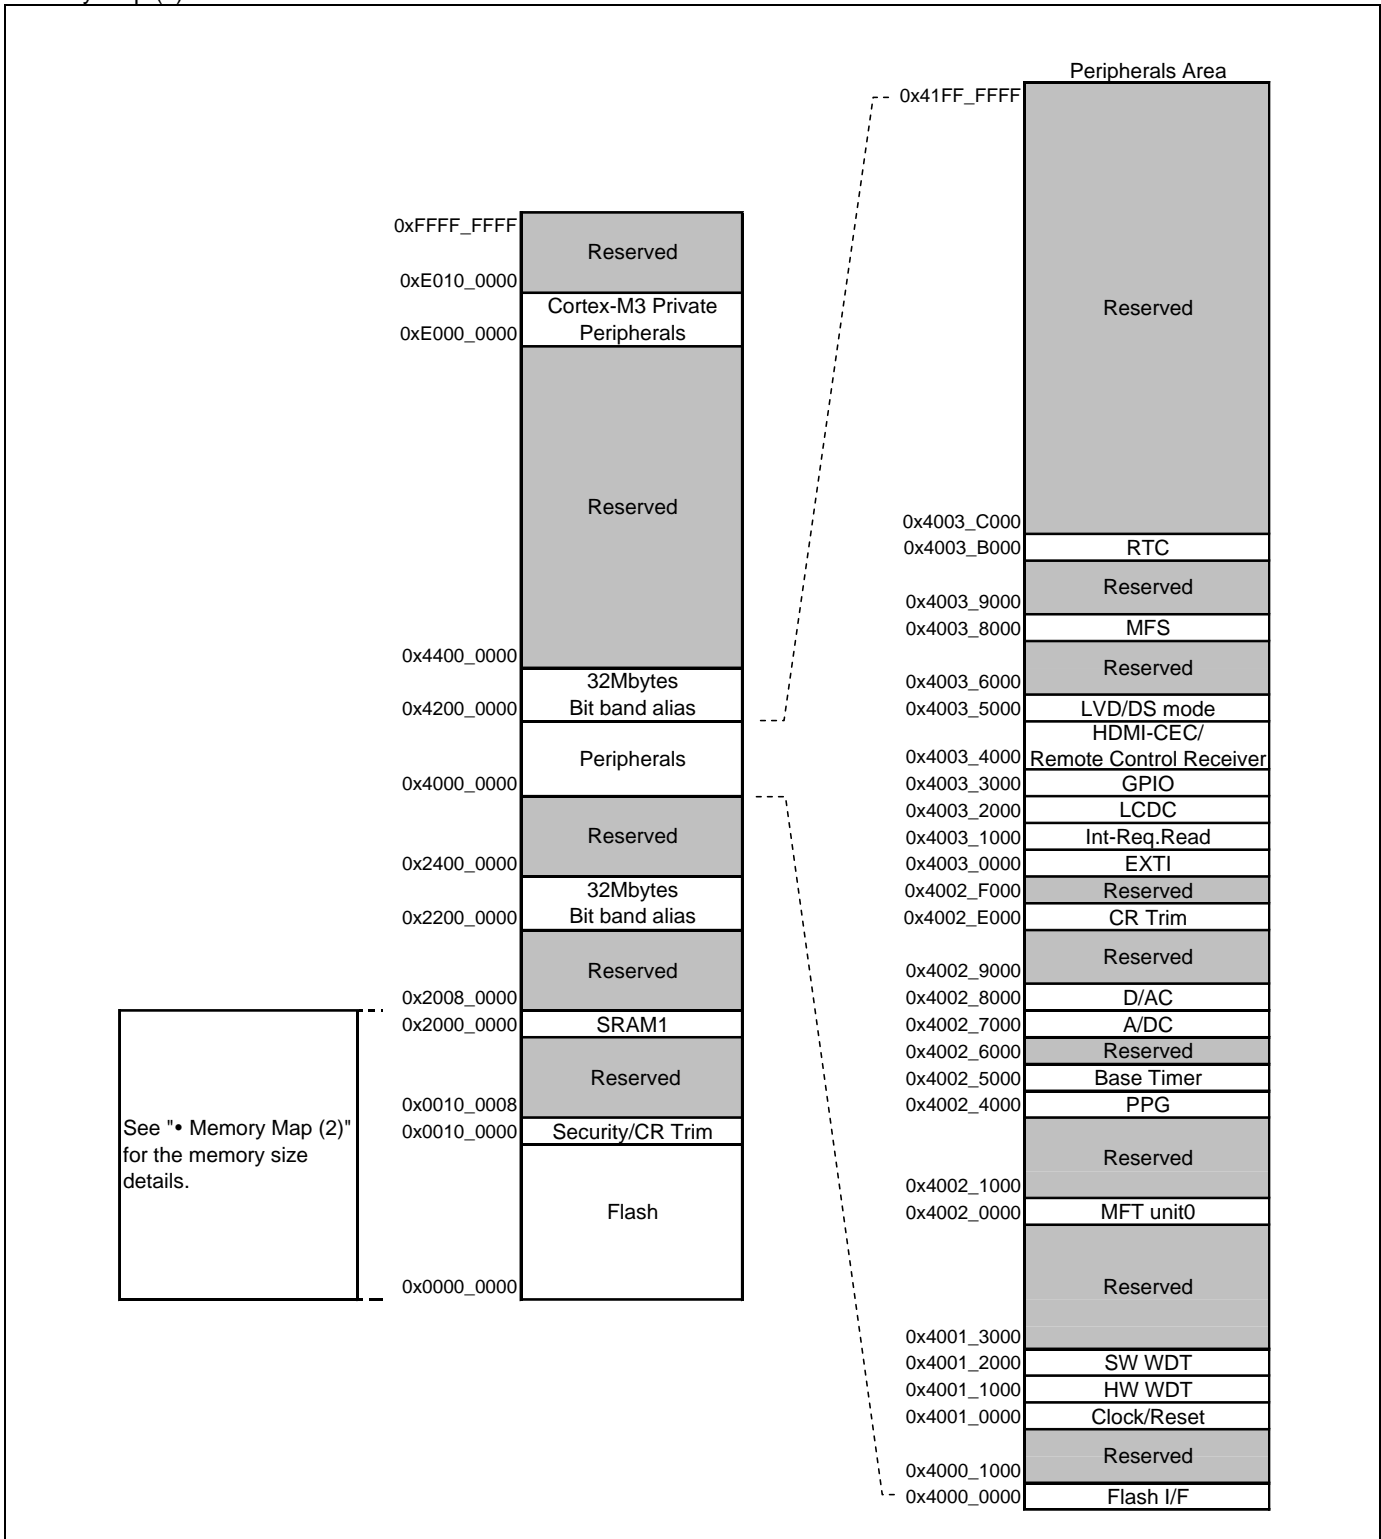 Peripherals Area
0x41FF_FFFF
Reserved
0x4003_C000
0x4003_B000 RTC
Reserved
0x4003_9000
0x4003_8000 MFS
Reserved
0x4003_6000
0x4003_5000 LVD/DS mode
HDMI-CEC/
0x4003_4000 Remote Control Receiver
0x4003_3000 GPIO
0x4003_2000 LCDC
0x4003_1000 Int-Req.Read
0x4003_0000 EXTI
0x4002_F000 Reserved
0x4002_E000 CR Trim
Reserved
0x4002_9000
0x4002_8000 D/AC
0x4002_7000 A/DC
0x4002_6000 Reserved
0x4002_5000 Base Timer
0x4002_4000 PPG
Reserved
0x4002_1000
0x4002_0000 MFT unit0
Reserved
0x4001_3000
0x4001_2000 SW WDT
0x4001_1000 HW WDT
0x4001_0000 Clock/Reset
Reserved
0x4000_1000
0x4000_0000 Flash I/F
0xFFFF_FFFF
Reserved
0xE010_0000
Cortex-M3 Private
0xE000_0000 Peripherals
Reserved
0x4400_0000
32Mbytes
0x4200_0000 Bit band alias
Peripherals
0x4000_0000
Reserved
0x2400_0000
32Mbytes
0x2200_0000 Bit band alias
Reserved
0x2008_0000
0x2000_0000 SRAM1
Reserved
0x0010_0008
0x0010_0000 Security/CR Trim
Flash
0x0000_0000
See "• Memory Map (2)"
for the memory size
details.